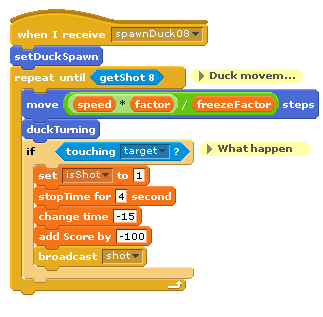 when I receive spawnDuck08
setDuckSpawn
repeat until getShot 8 Duck movem...
move speed * factor / freezeFactor steps
duckTurning
if touching target ? What happen
set isShot to 1
stopTime for 4 second
change time -15
add Score by -100
broadcast shot